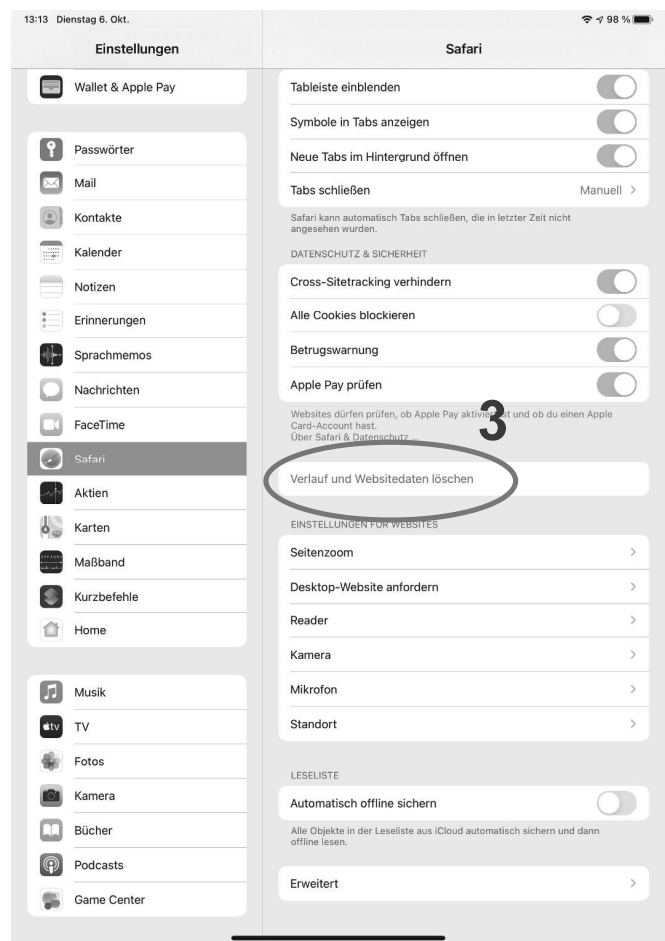 13:13 Dienstag 6. Okt.
98 %
Einstellungen
Wallet & Apple Pay
Passwörter
Mail
Kontakte
Kalender
Notizen
Erinnerungen
Sprachmemos
Nachrichten
FaceTime
Safari
Aktien
Karten
Maßband
Kurzbefehle
Home
Musik
tv
TV
Fotos
Kamera
Bücher
Podcasts
Game Center
Safari
Tableiste einblenden
Symbole in Tabs anzeigen
Neue Tabs im Hintergrund öffnen
Tabs schließen Manuell
Safari kann automatisch Tabs schließen, die in letzter Zeit nicht
angesehen wurden.
DATENSCHUTZ & SICHERHEIT
Cross-Sitetracking verhindern
Alle Cookies blockieren
Betrugswarnung
Apple Pay prüfen
Websites dürfen prüfen, ob Apple Pay aktiviert ist und ob du einen Apple
Card-Account hast.
Über Safari & Datenschutz ...
3
Verlauf und Websitedaten löschen
EINSTELLUNGEN FÜR WEBSITES
Seitenzoom
Desktop-Website anfordern
Reader
Kamera
Mikrofon
Standort
LESELISTE
Automatisch offline sichern
Alle Objekte in der Leseliste aus iCloud automatisch sichern und dann
offline lesen.
Erweitert